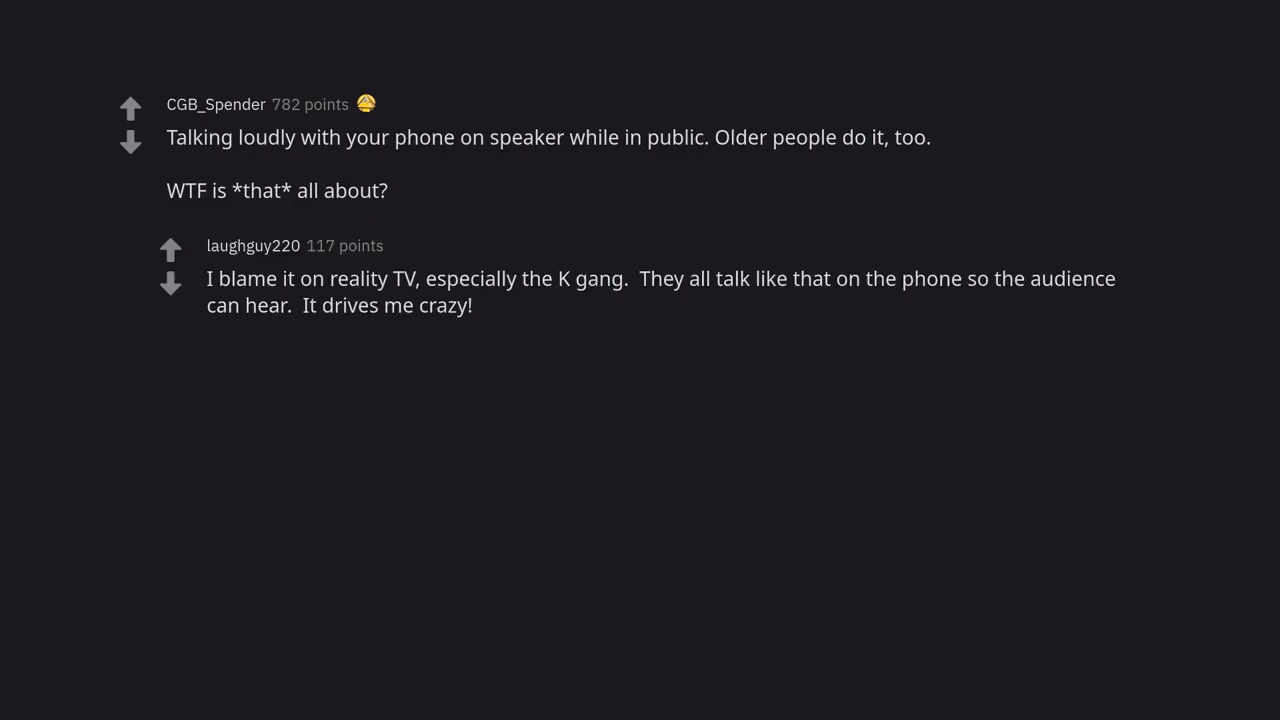 CGB_Spender 782 points
Talking loudly with your phone on speaker while in public. Older people do it, too.
WTF is *that* all about?
laughguy220 117 points
I blame it on reality TV, especially the K gang.  They all talk like that on the phone so the audience
can hear.  It drives me crazy!